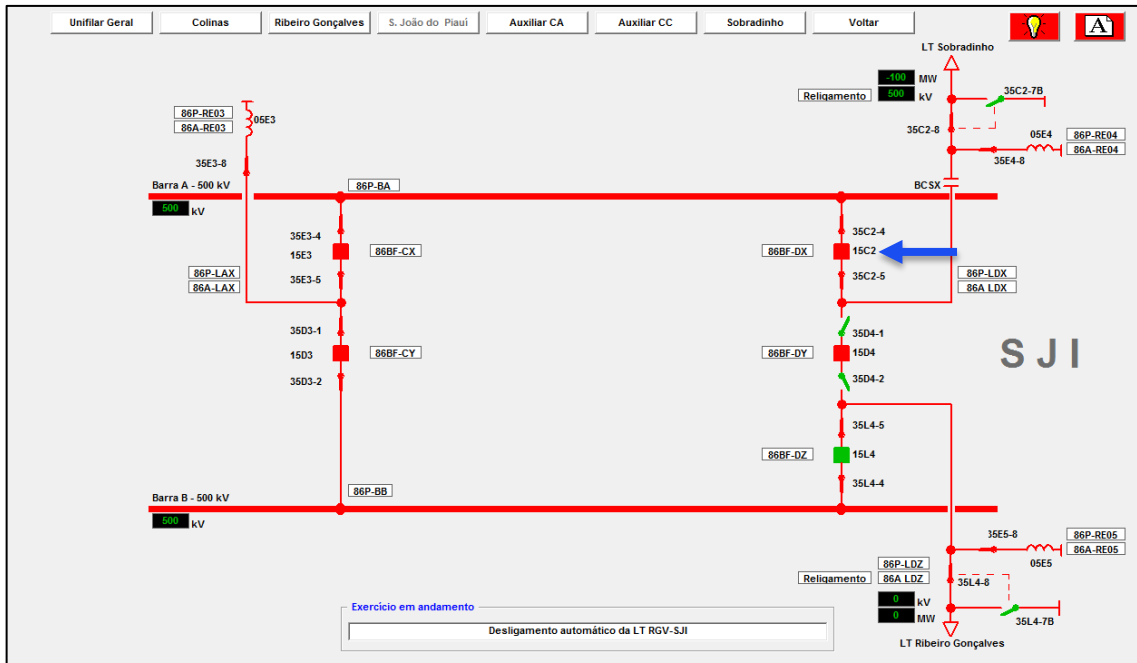 Unifilar Geral
Colinas
Ribeiro Gonçalves
S. João do Piauí
Auxiliar CA
Auxiliar CC
Sobradinho
Voltar
A
LT Sobradinho
-100 MW
Religamento 500 kV
35C2-7B
35C2-8
05E4
86P-RE04
86A-RE04
35E4-8
86P-RE03
86A-RE03
05E3
35E3-8
BCSX
Barra A - 500 kV
86P-BA
500 kV
35E3-4
15E3
86BF-CX
35E3-5
86P-LAX
86A-LAX
35D3-1
15D3
86BF-CY
35D3-2
35C2-4
86BF-DX
15C2
35C2-5
86P-LDX
86A LDX
35D4-1
86BF-DY
15D4
35D4-2
SJI
35L4-5
86BF-DZ
15L4
35L4-4
86P-BB
Barra B - 500 kV
500 kV
35E5-8
86P-RE05
86A-RE05
05E5
86P-LDZ
Religamento 86A LDZ
35L4-8
0 kV
0 MW
35L4-7B
LT Ribeiro Gonçalves
Exercício em andamento
Desligamento automático da LT RGV-SJI